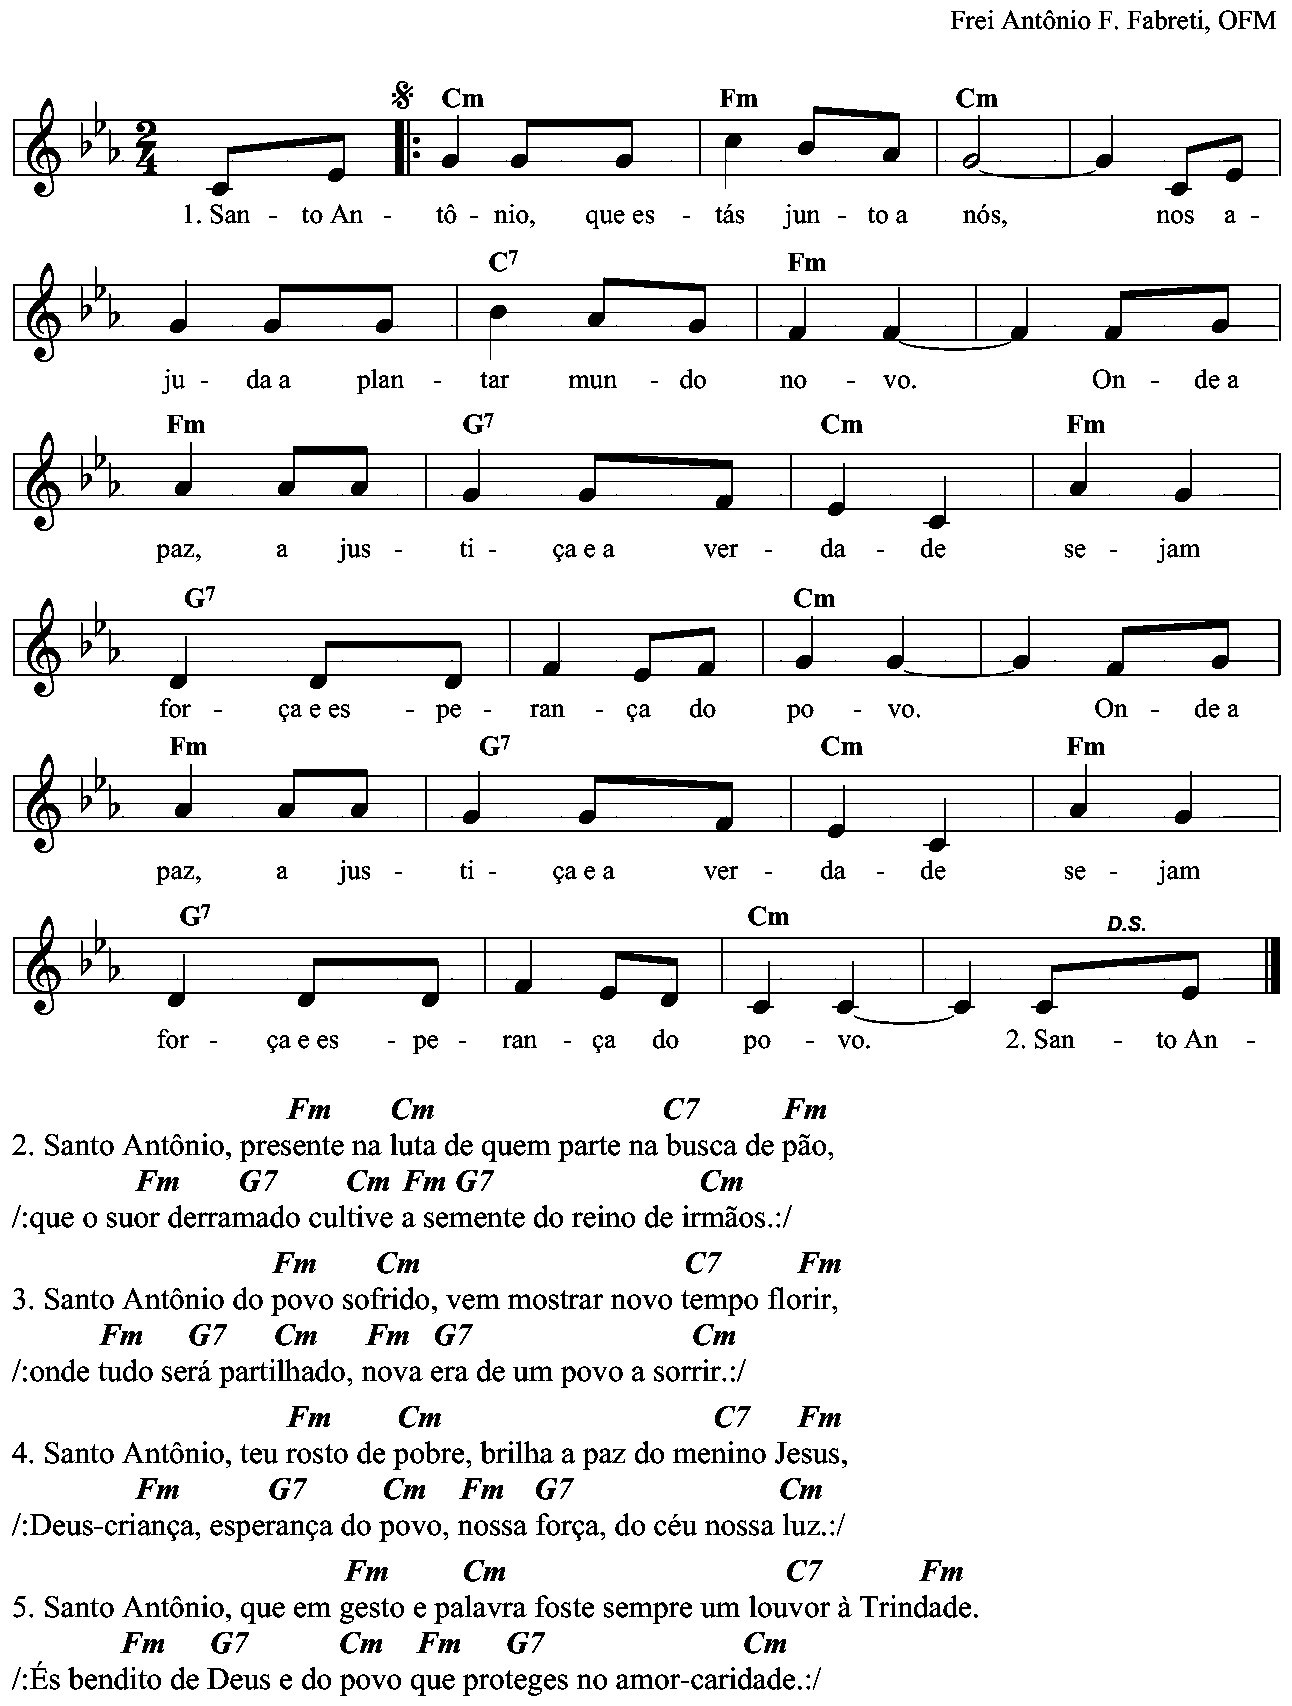 Frei Antônio F. Fabreti, OFM
Cm Fm Cm
2/4
1. San - to An - tô - nio, que es - tás jun - to a nós, nos a -
C7 Fm
ju - da a plan - tar mun - do no - vo. On - de a
Fm G7 Cm Fm
paz, a jus - ti - ça e a ver - da - de se - jam
G7 Cm
for - ça e es - pe - ran - ça do po - vo. On - de a
Fm G7 Cm Fm
paz, a jus - ti - ça e a ver - da - de se - jam
G7 Cm D.S.
for - ça e es - pe - ran - ça do po - vo. 2. San - to An -
Fm Cm C7 Fm
2. Santo Antônio, presente na luta de quem parte na busca de pão,
Fm G7 Cm Fm G7 Cm
/:que o suor derramado cultive a semente do reino de irmãos.:/
Fm Cm C7 Fm
3. Santo Antônio do povo sofrido, vem mostrar novo tempo florir,
Fm G7 Cm Fm G7 Cm
/:onde tudo será partilhado, nova era de um povo a sorrir.:/
Fm Cm C7 Fm
4. Santo Antônio, teu rosto de pobre, brilha a paz do menino Jesus,
Fm G7 Cm Fm G7 Cm
/:Deus-criança, esperança do povo, nossa força, do céu nossa luz.:/
Fm Cm C7 Fm
5. Santo Antônio, que em gesto e palavra foste sempre um louvor à Trindade.
Fm G7 Cm Fm G7 Cm
/:És bendito de Deus e do povo que proteges no amor-caridade.:/